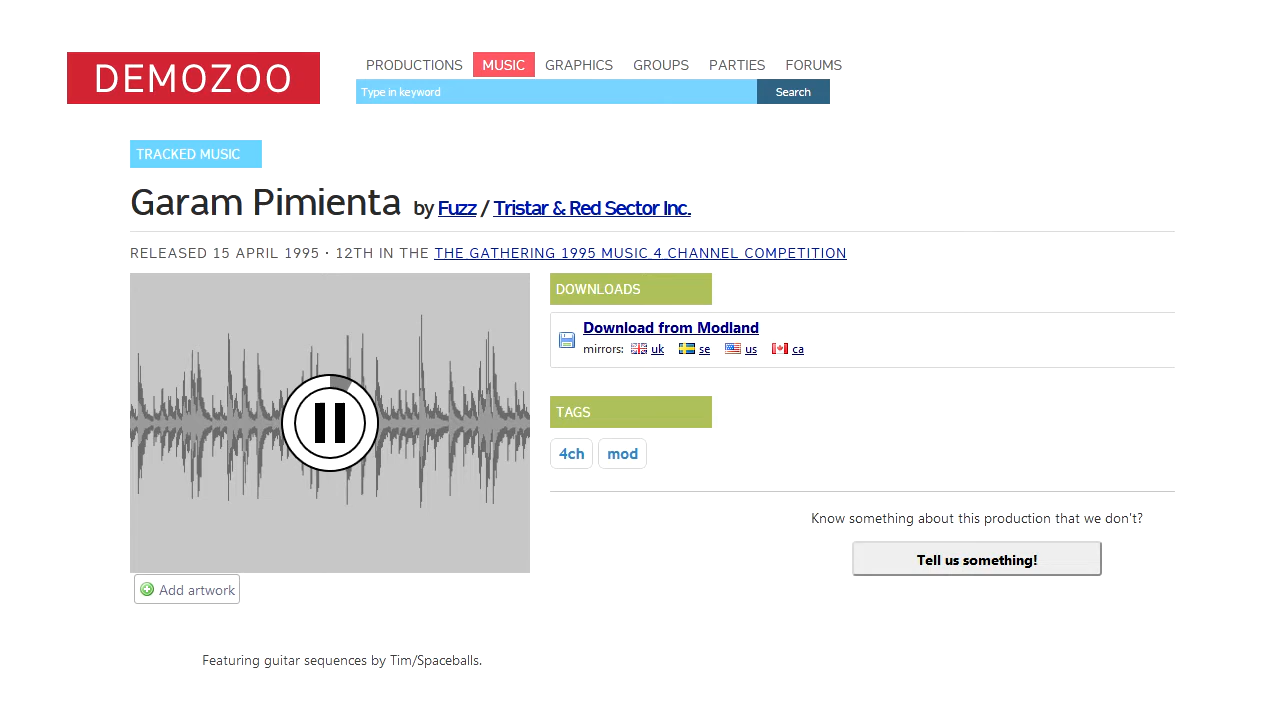 DEMOZOO
PRODUCTIONS MUSIC GRAPHICS GROUPS PARTIES FORUMS
Type in keyword Search
TRACKED MUSIC
Garam Pimienta by Fuzz / Tristar & Red Sector Inc.
RELEASED 15 APRIL 1995 · 12TH IN THE THE GATHERING 1995 MUSIC 4 CHANNEL COMPETITION
DOWNLOADS
Download from Modland
mirrors: uk se us ca
TAGS
4ch mod
Know something about this production that we don't?
Tell us something!
Add artwork
Featuring guitar sequences by Tim/Spaceballs.